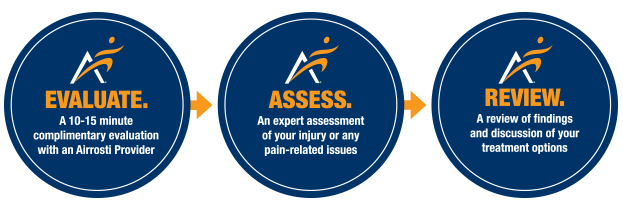 EVALUATE.
A 10-15 minute
complimentary evaluation
with an Airrosti Provider
ASSESS.
An expert assessment
of your injury or any
pain-related issues
REVIEW.
A review of findings
and discussion of your
treatment options